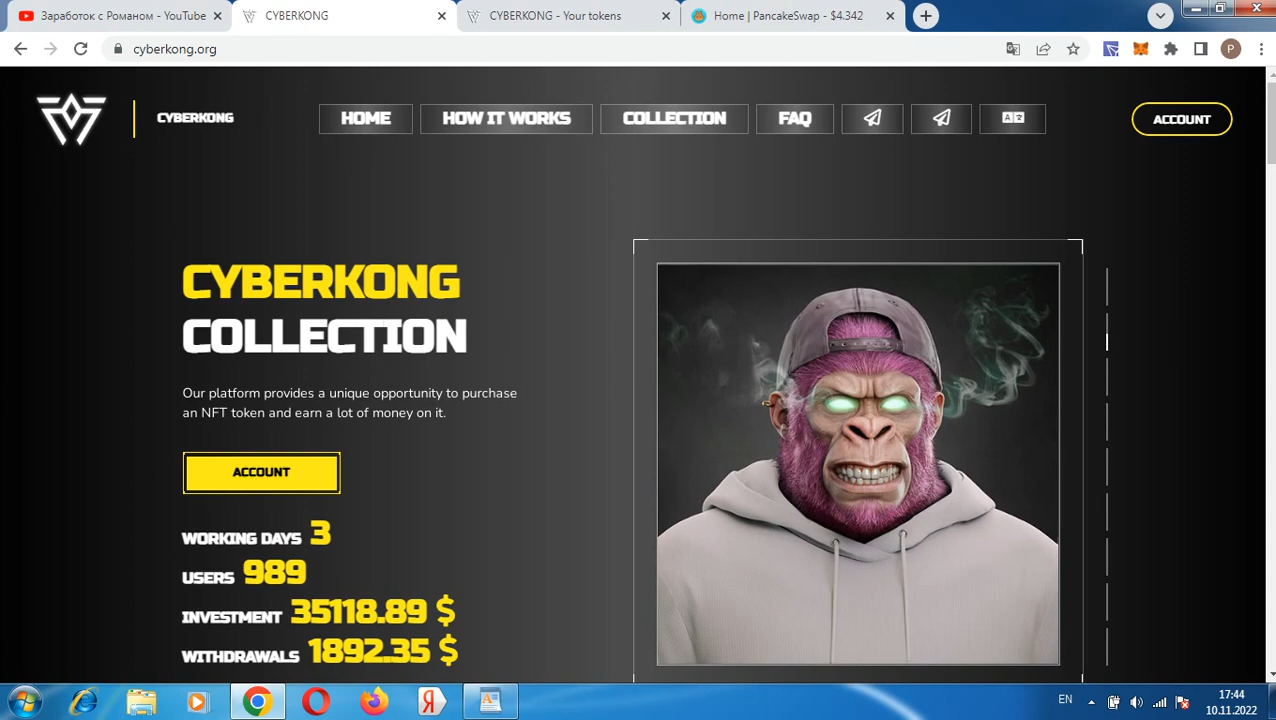 Заработок с Романом - YouTube
CYBERKONG
CYBERKONG - Your tokens
Home | PancakeSwap - $4.342
cyberkong.org
P
CYBERKONG
HOME
HOW IT WORKS
COLLECTION
FAQ
ACCOUNT
CYBERKONG
COLLECTION
Our platform provides a unique opportunity to purchase
an NFT token and earn a lot of money on it.
ACCOUNT
WORKING DAYS 3
USERS 989
INVESTMENT 35118.89 $
WITHDRAWALS 1892.35 $
EN
17:44
10.11.2022